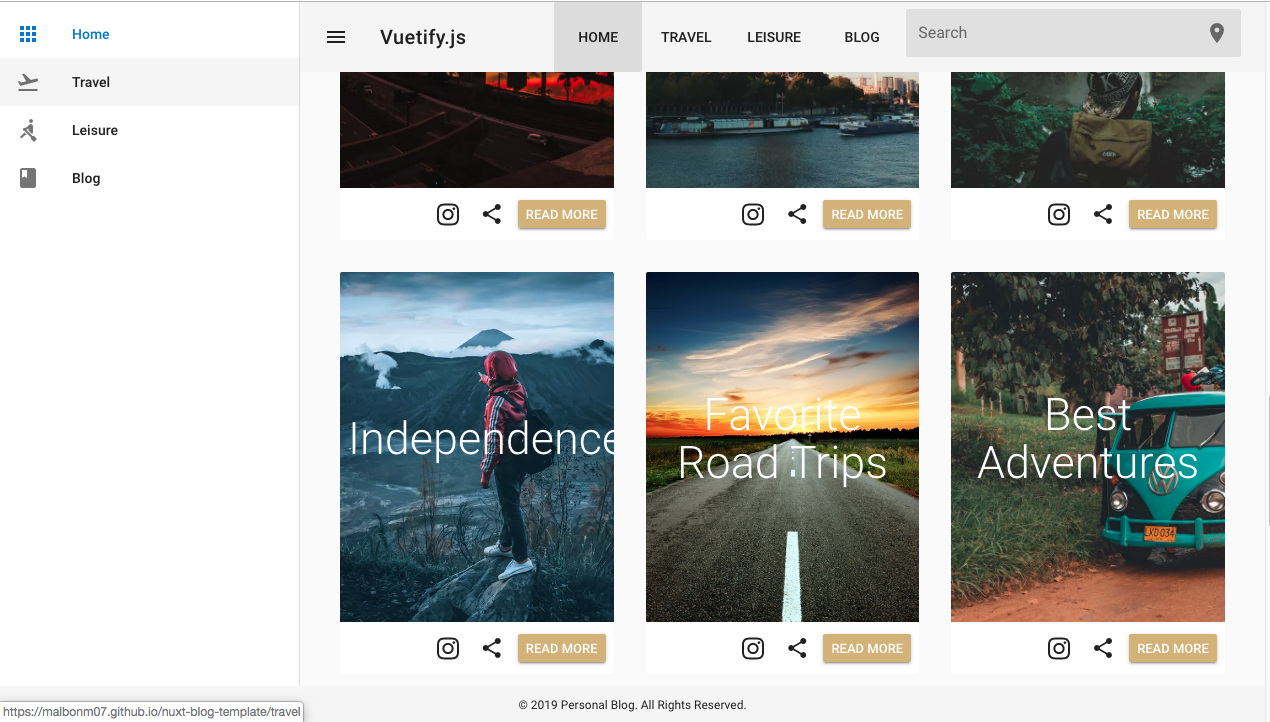 Home
Travel
Leisure
Blog
Vuetify.js
HOME
TRAVEL
LEISURE
BLOG
Search
READ MORE
READ MORE
READ MORE
Independence
Favorite
Road Trips
Best
Adventures
LKD 034
READ MORE
READ MORE
READ MORE
© 2019 Personal Blog. All Rights Reserved.
https://malbonm07.github.io/nuxt-blog-template/travel